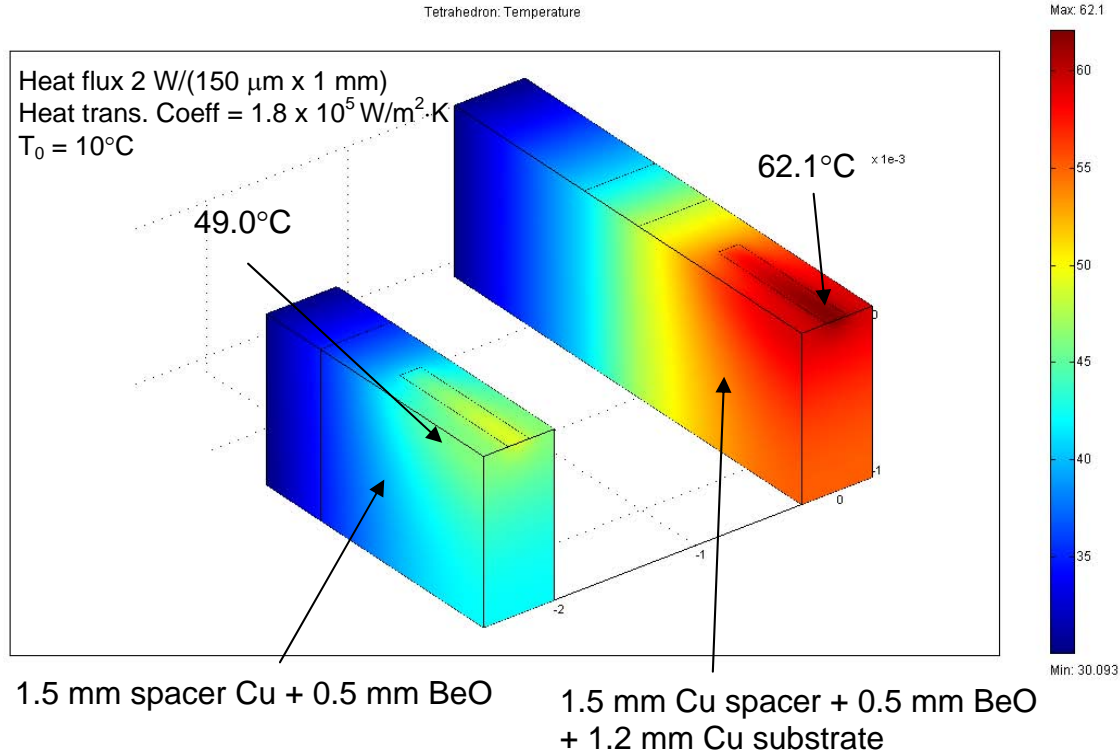 Tetrahedron: Temperature
Max: 62.1
Heat flux 2 W/(150 μm x 1 mm)
Heat trans. Coeff = 1.8 x 10⁵ W/m².K
T₀ = 10°C
62.1°C
x 1e-3
49.0°C
60
55
50
45
40
35
0
-1
0
-1
-2
Min: 30.093
1.5 mm spacer Cu + 0.5 mm BeO
1.5 mm Cu spacer + 0.5 mm BeO
+ 1.2 mm Cu substrate